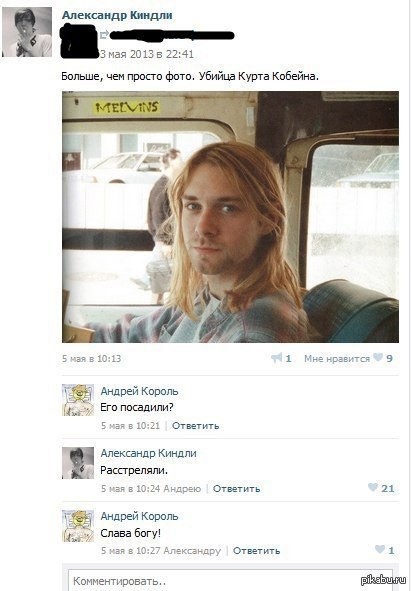 Александр Киндли
3 мая 2013 в 22:41
Больше, чем просто фото. Убийца Курта Кобейна.
MELVINS
5 мая в 10:13
1 Мне нравится 9
Андрей Король
Его посадили?
5 мая в 10:21 | Ответить
Александр Киндли
Расстреляли.
5 мая в 10:24 Андрею | Ответить
21
Андрей Король
Слава богу!
5 мая в 10:27 Александру | Ответить
1
Комментировать..
pikabu.ru